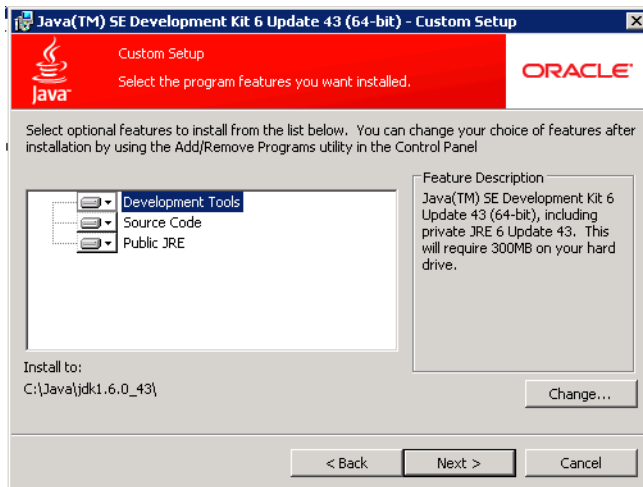 Java(TM) SE Development Kit 6 Update 43 (64-bit) - Custom Setup
Java
Custom Setup
Select the program features you want installed.
ORACLE
Select optional features to install from the list below. You can change your choice of features after
installation by using the Add/Remove Programs utility in the Control Panel
Development Tools
Source Code
Public JRE
Feature Description
Java(TM) SE Development Kit 6
Update 43 (64-bit), including
private JRE 6 Update 43. This
will require 300MB on your hard
drive.
Install to:
C:\Java\jdk1.6.0_43\
Change...
< Back
Next >
Cancel